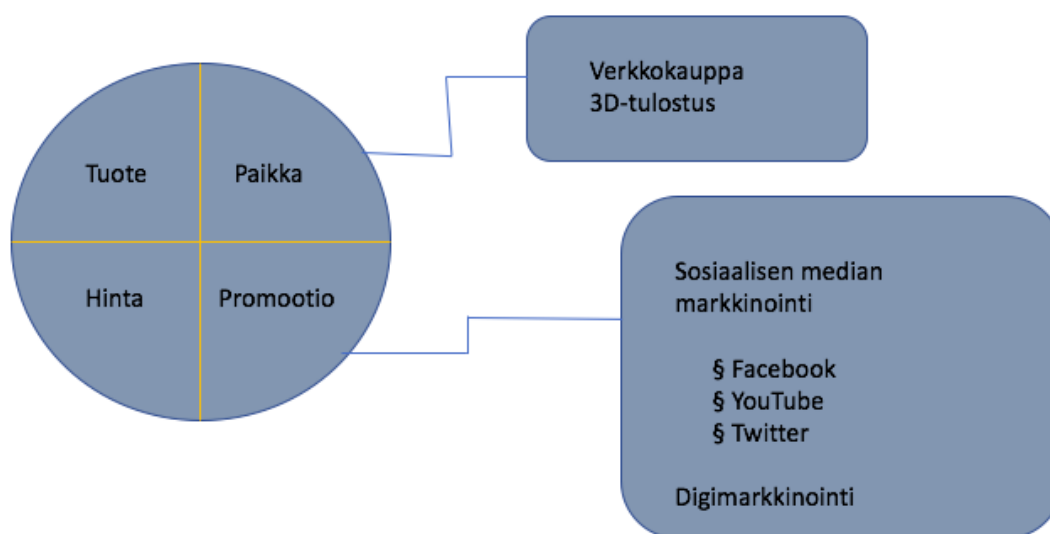 Tuote
Paikka
Hinta
Promootio
Verkkokauppa
3D-tulostus
Sosiaalisen median
markkinointi
§ Facebook
§ YouTube
§ Twitter
Digimarkkinointi